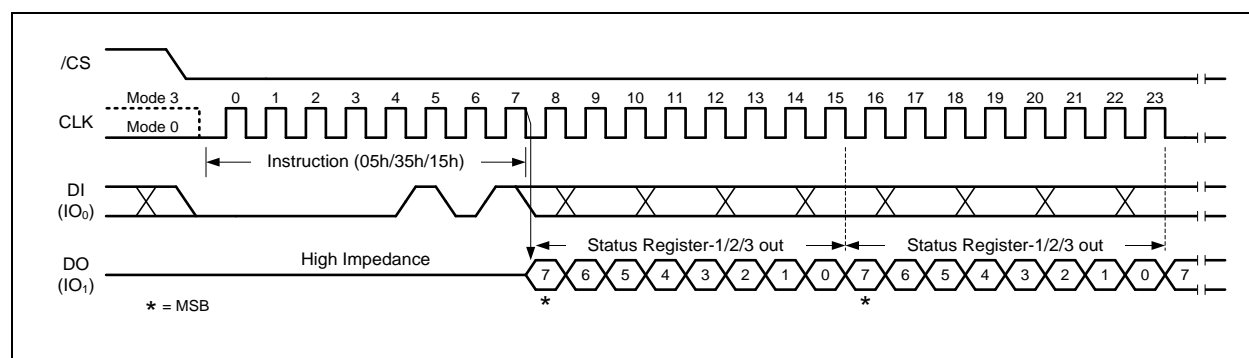 /CS
Mode 3
0 1 2 3 4 5 6 7 8 9 10 11 12 13 14 15 16 17 18 19 20 21 22 23
CLK
Mode 0
Instruction (05h/35h/15h)
DI
(IO₀)
High Impedance
Status Register-1/2/3 out Status Register-1/2/3 out
DO
(IO₁)
7 6 5 4 3 2 1 0 7 6 5 4 3 2 1 0 7
* *
* = MSB